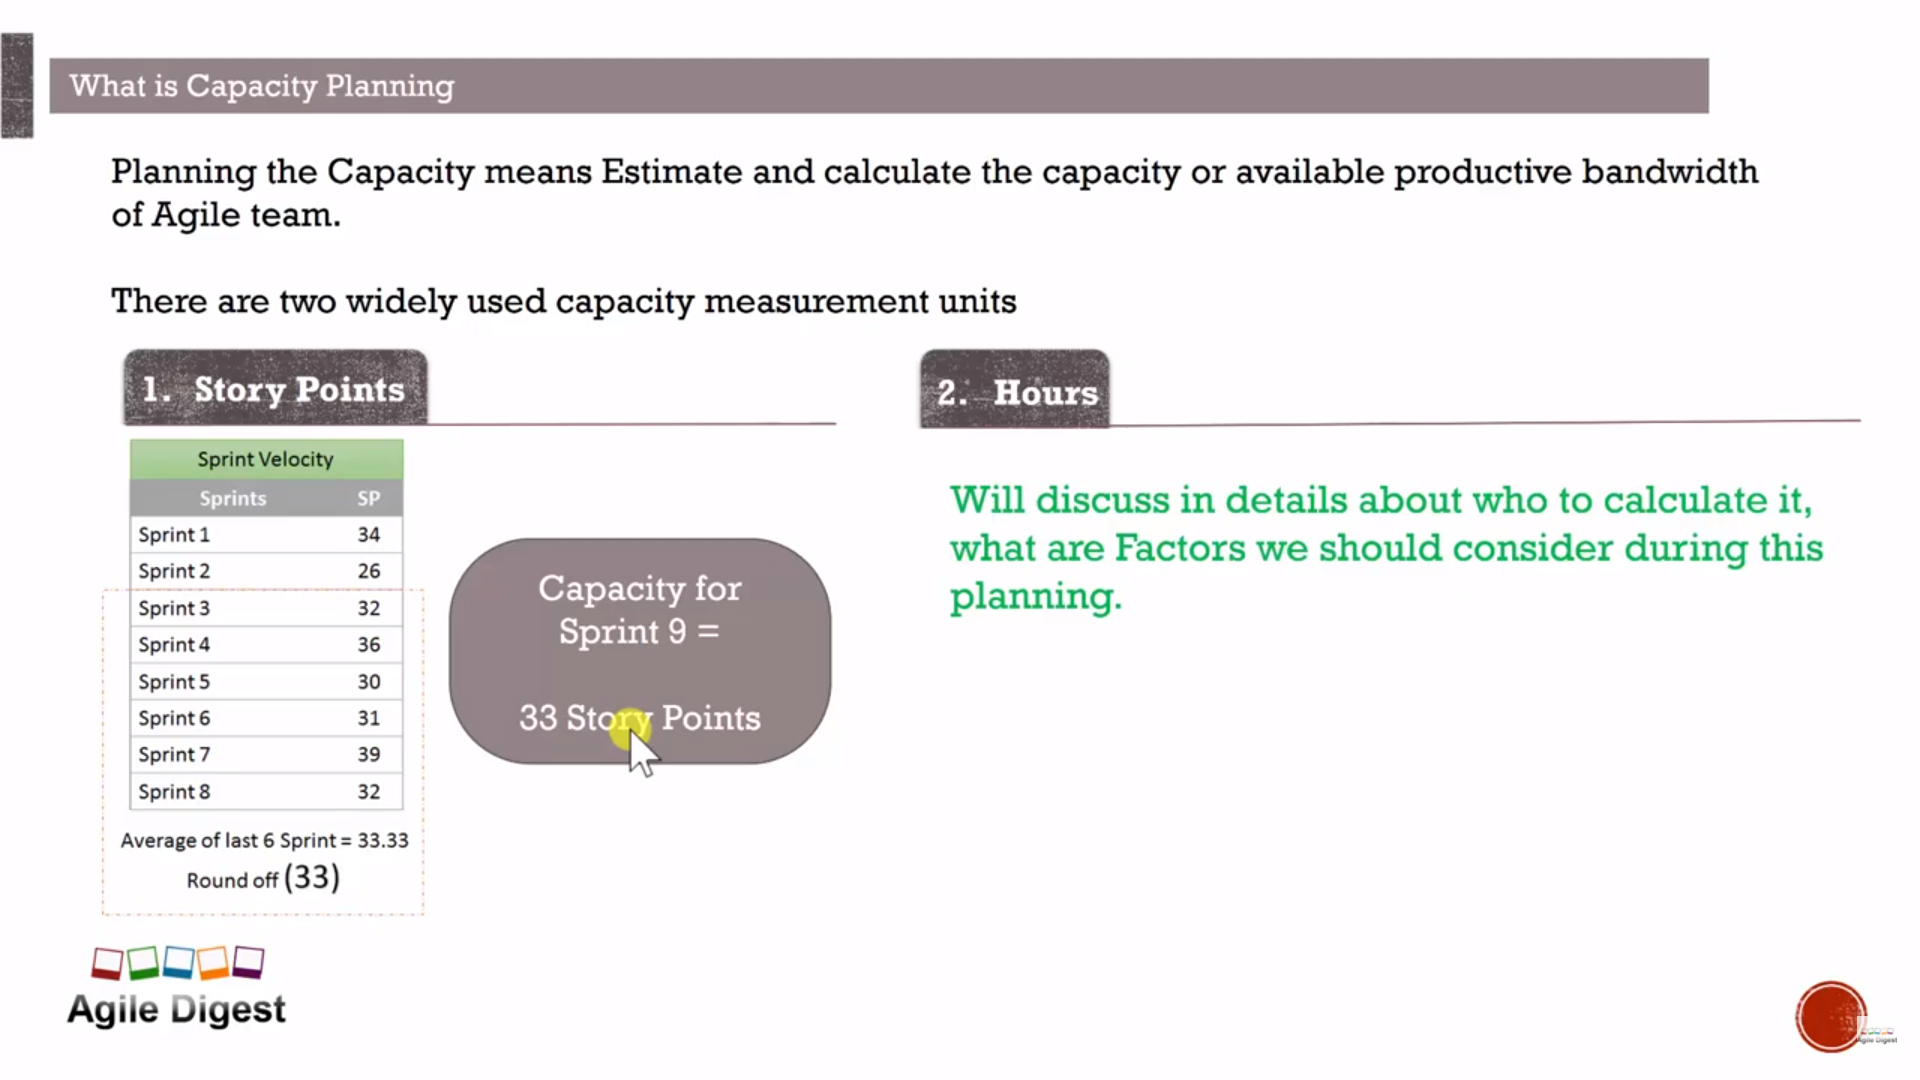 What is Capacity Planning
Planning the Capacity means Estimate and calculate the capacity or available productive bandwidth
of Agile team.
There are two widely used capacity measurement units
1. Story Points
Sprint Velocity
Sprints SP
Sprint 1 34
Sprint 2 26
Sprint 3 32
Sprint 4 36
Sprint 5 30
Sprint 6 31
Sprint 7 39
Sprint 8 32
Average of last 6 Sprint = 33.33
Round off (33)
Capacity for
Sprint 9 =
33 Story Points
2. Hours
Will discuss in details about who to calculate it,
what are Factors we should consider during this
planning.
Agile Digest
Agile Digest